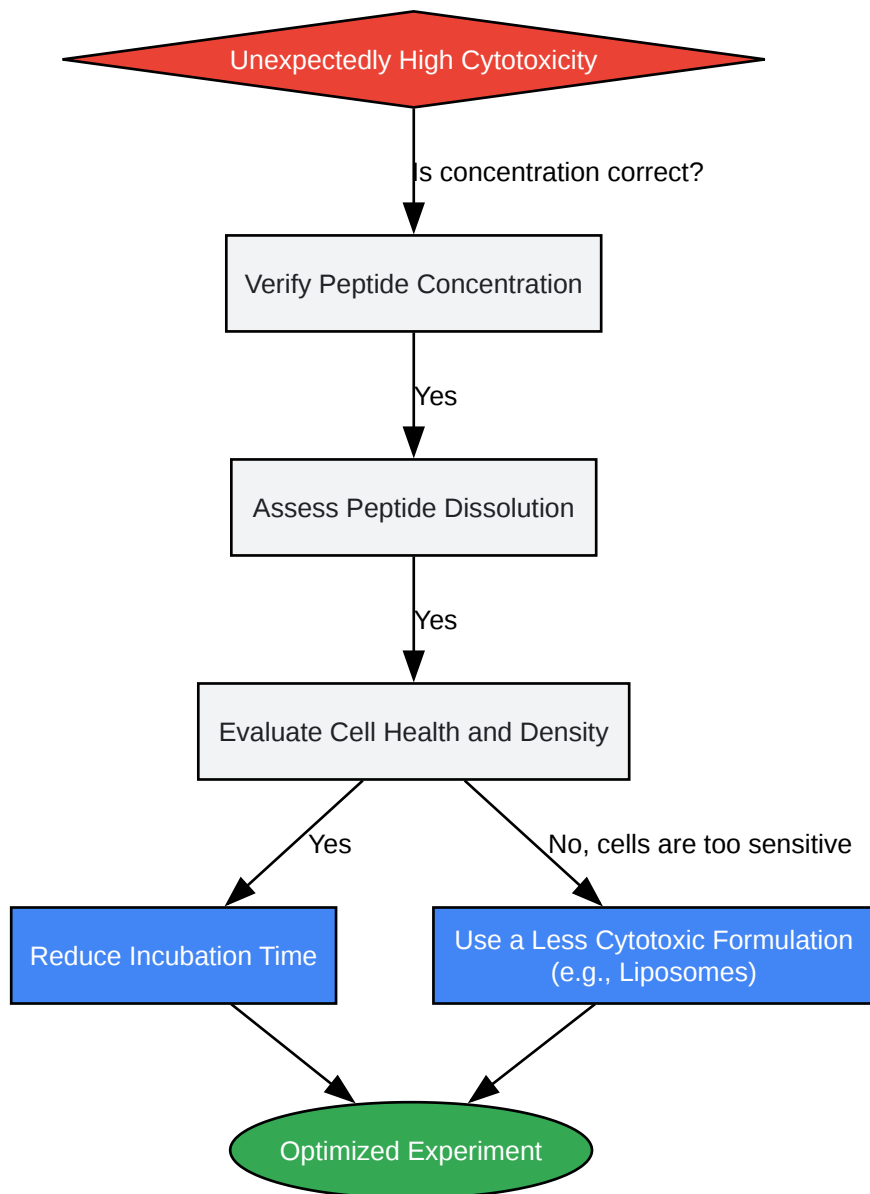 Unexpectedly High Cytotoxicity
Is concentration correct?
Verify Peptide Concentration
Yes
Assess Peptide Dissolution
Yes
Evaluate Cell Health and Density
Yes
No, cells are too sensitive
Reduce Incubation Time
Use a Less Cytotoxic Formulation
(e.g., Liposomes)
Optimized Experiment